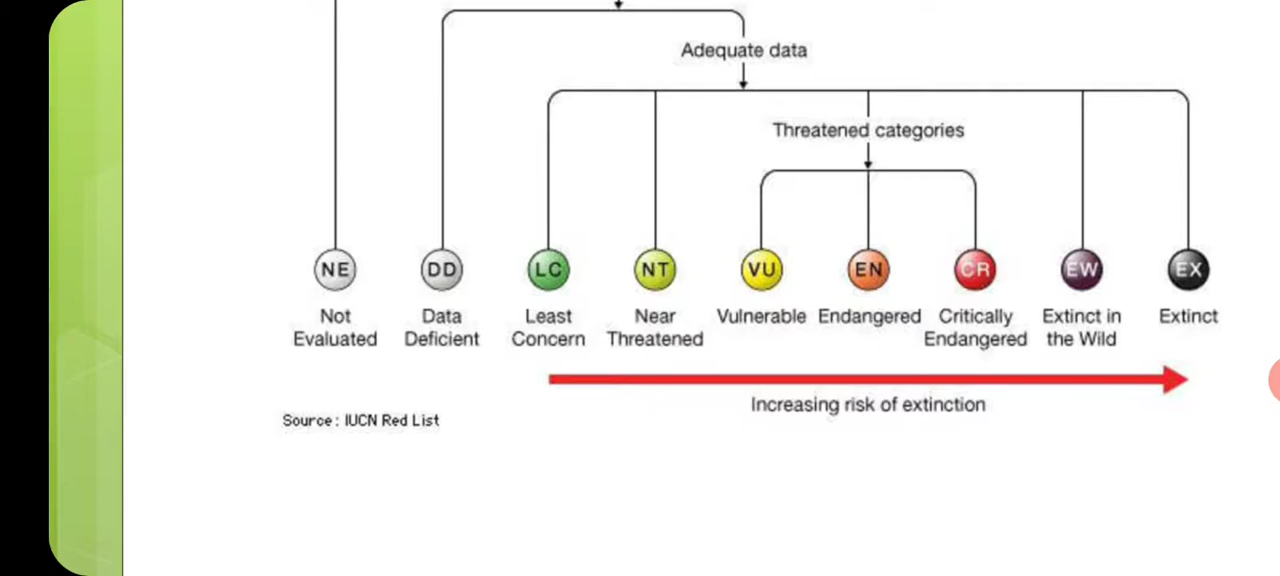 Adequate data
Threatened categories
NE DD LC NT VU EN CR EW EX
Not Data Least Near Vulnerable Endangered Critically Extinct in Extinct
Evaluated Deficient Concern Threatened Endangered the Wild
Increasing risk of extinction
Source: IUCN Red List